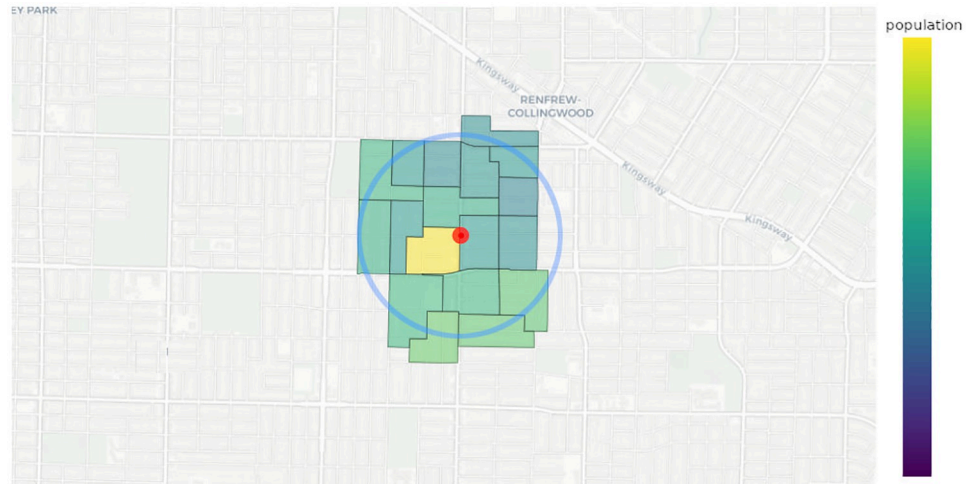 EY PARK
population
Kingsway
RENFREW-
COLLINGWOOD
Kingsway
Kingsway